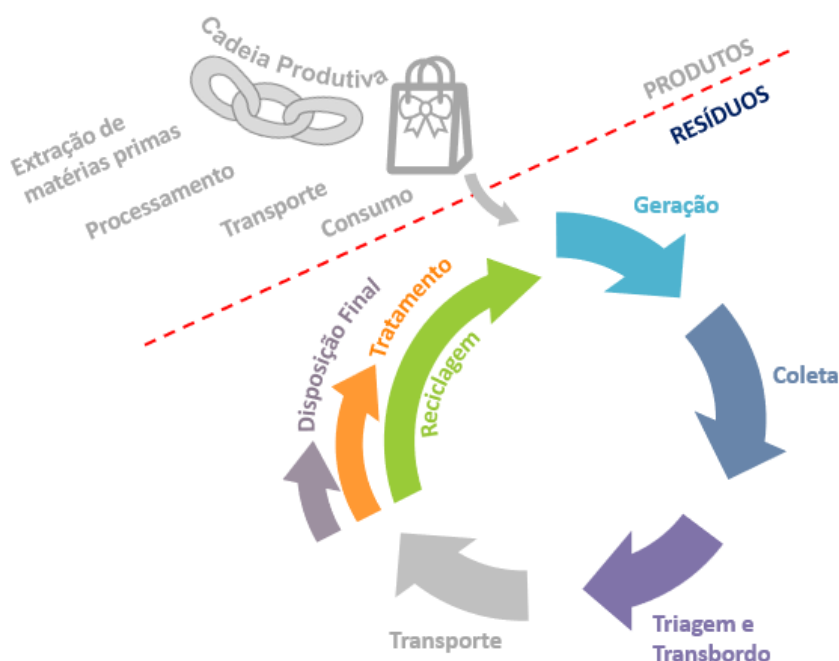 Cadeia Produtiva
PRODUTOS
RESÍDUOS
Extração de
matérias primas
Processamento
Transporte
Consumo
Geração
Coleta
Triagem e
Transbordo
Transporte
Reciclagem
Tratamento
Disposição Final